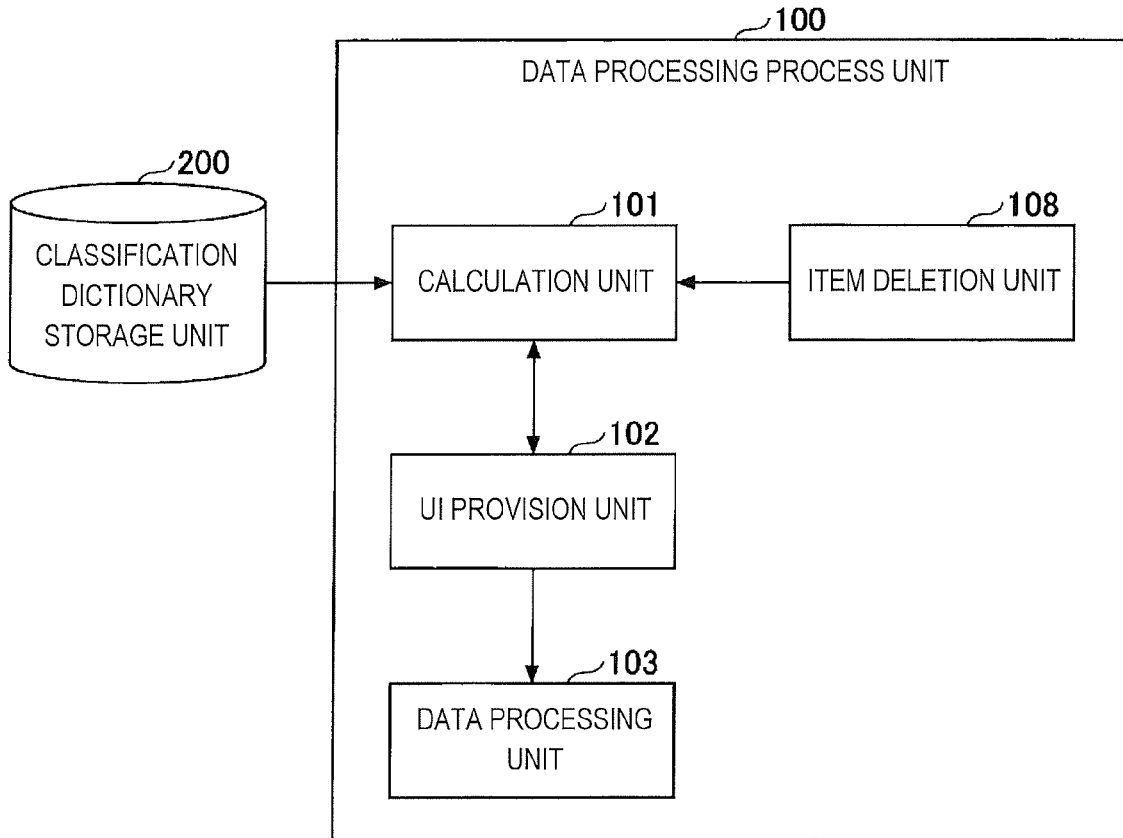 100
DATA PROCESSING PROCESS UNIT
200
CLASSIFICATION
DICTIONARY
STORAGE UNIT
101
CALCULATION UNIT
108
ITEM DELETION UNIT
102
UI PROVISION UNIT
103
DATA PROCESSING
UNIT